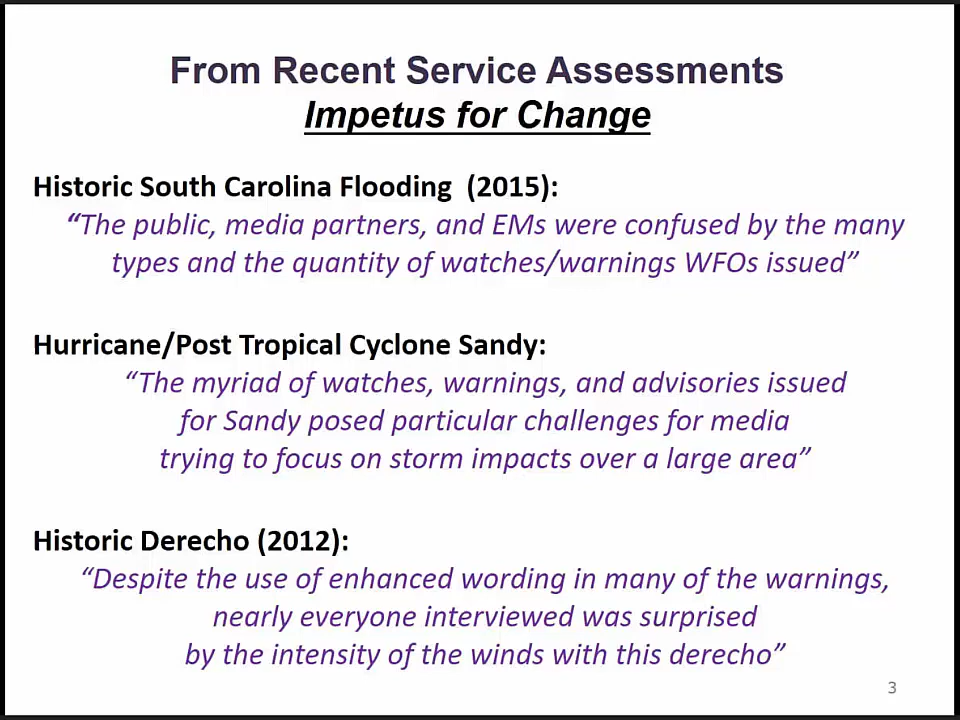 From Recent Service Assessments
Impetus for Change
Historic South Carolina Flooding  (2015):
“The public, media partners, and EMs were confused by the many
types and the quantity of watches/warnings WFOs issued”
Hurricane/Post Tropical Cyclone Sandy:
“The myriad of watches, warnings, and advisories issued
for Sandy posed particular challenges for media
trying to focus on storm impacts over a large area”
Historic Derecho (2012):
“Despite the use of enhanced wording in many of the warnings,
nearly everyone interviewed was surprised
by the intensity of the winds with this derecho”
3